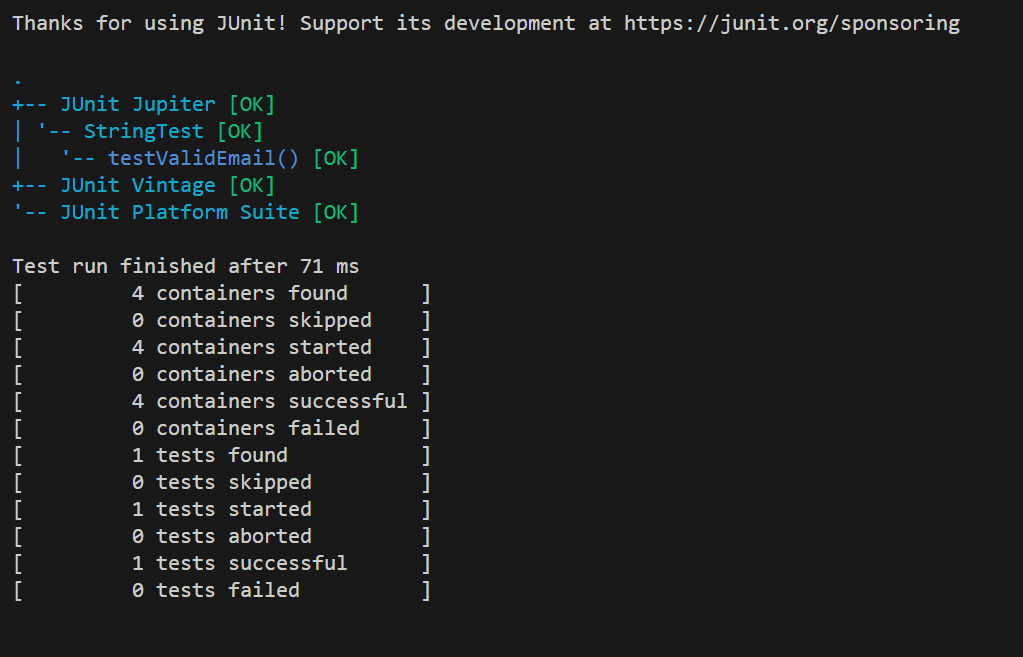 Thanks for using JUnit! Support its development at https://junit.org/sponsoring
.
+-- JUnit Jupiter [OK]
| '-- StringTest [OK]
|   '-- testValidEmail() [OK]
+-- JUnit Vintage [OK]
'-- JUnit Platform Suite [OK]
Test run finished after 71 ms
[         4 containers found      ]
[         0 containers skipped    ]
[         4 containers started    ]
[         0 containers aborted    ]
[         4 containers successful ]
[         0 containers failed     ]
[         1 tests found           ]
[         0 tests skipped         ]
[         1 tests started         ]
[         0 tests aborted         ]
[         1 tests successful      ]
[         0 tests failed          ]